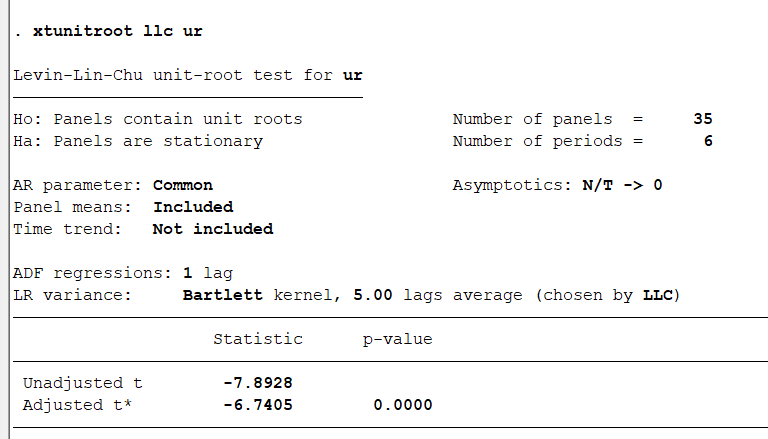 . xtunitroot llc ur
Levin-Lin-Chu unit-root test for ur
Ho: Panels contain unit roots Number of panels = 35
Ha: Panels are stationary Number of periods = 6
AR parameter: Common Asymptotics: N/T -> 0
Panel means: Included
Time trend: Not included
ADF regressions: 1 lag
LR variance: Bartlett kernel, 5.00 lags average (chosen by LLC)
Statistic p-value
Unadjusted t -7.8928
Adjusted t* -6.7405 0.0000